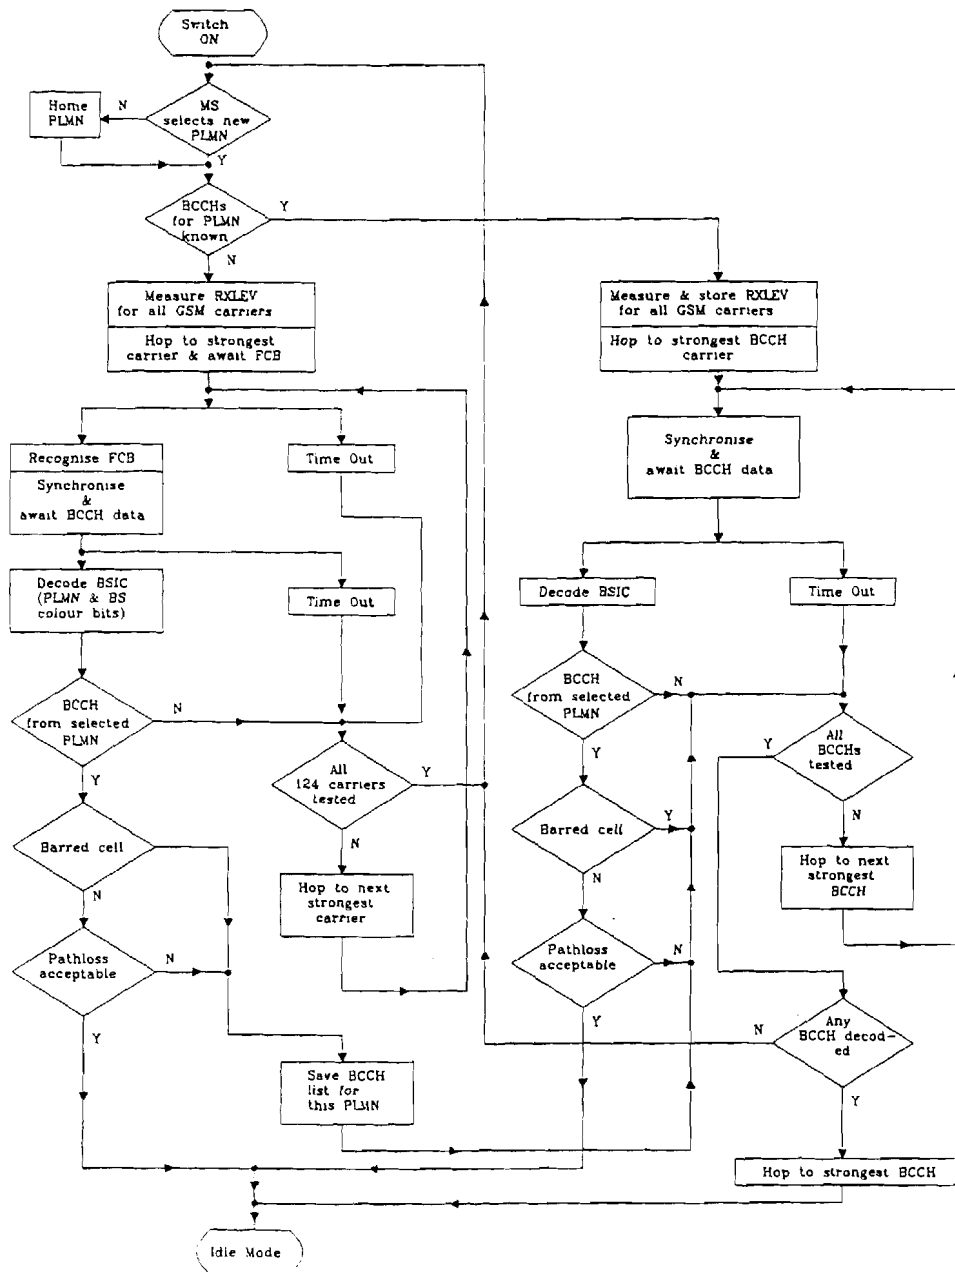 Switch
ON
Home
PLMN
N
MS
selects new
PLMN
Y
BCCHs
for PLMN
known
Y
N
Measure RXLEV
for all GSM carriers
Hop to strongest
carrier & await FCB
Measure & store RXLEV
for all GSM carriers
Hop to strongest BCCH
carrier
Recognise FCB
Synchronise
&
await BCCH data
Time Out
Synchronise
&
await BCCH data
Decode BSIC
(PLMN & BS
colour bits)
Time Out
Decode BSIC
Time Out
BCCH
from selected
PLMN
N
Y
BCCH
from selected
PLMN
N
Y
All
124 carriers
tested
Y
N
All
BCCHs
tested
Y
N
Barred cell
N
Hop to next
strongest
carrier
Barred cell
Y
N
Hop to next
strongest
BCCH
Pathloss
acceptable
N
Y
Pathloss
acceptable
N
Y
Any
BCCH decod-
ed
N
Y
Save BCCH
list for
this PLMN
Hop to strongest BCCH
Idle Mode